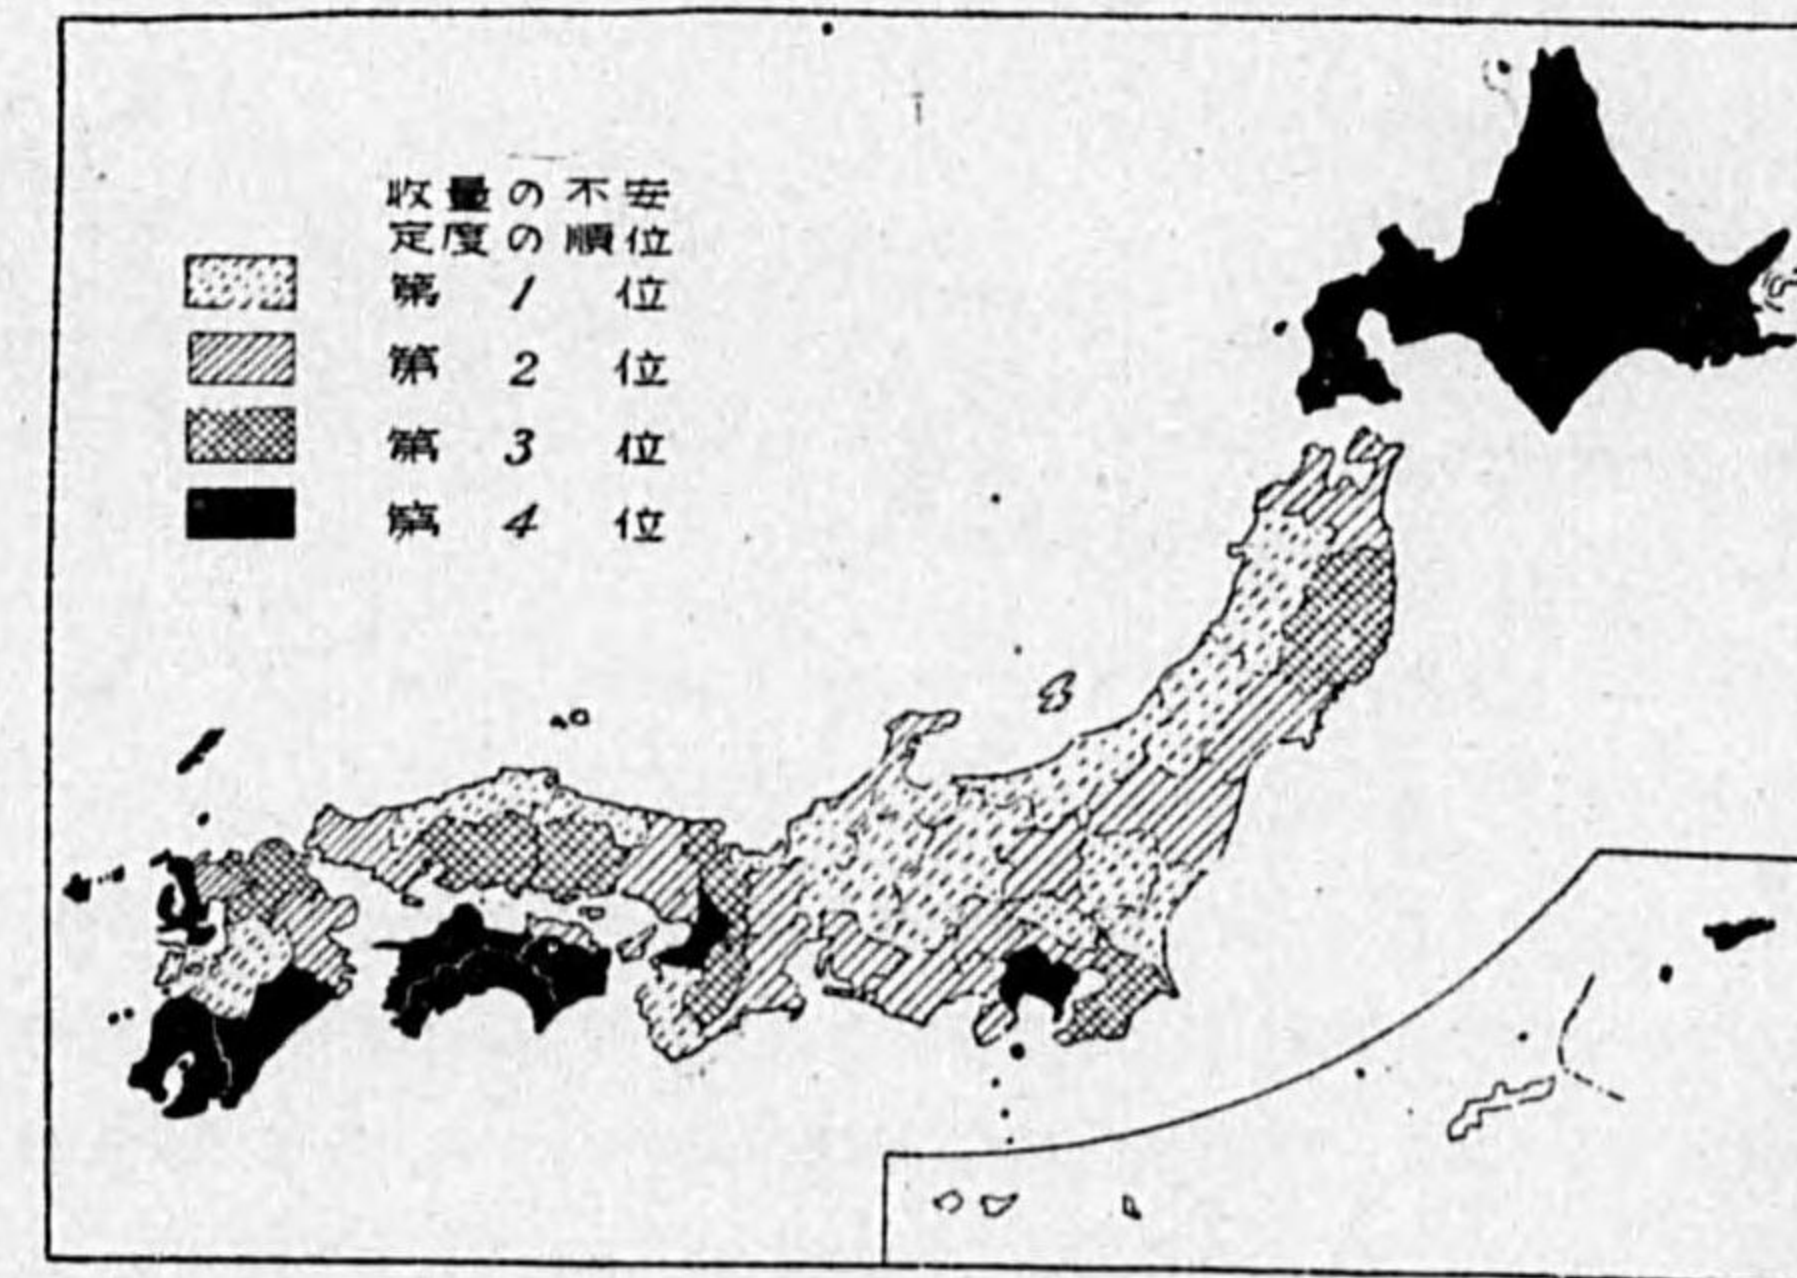 收量の不安
定度の順位
第 1 位
第 2 位
第 3 位
第 4 位